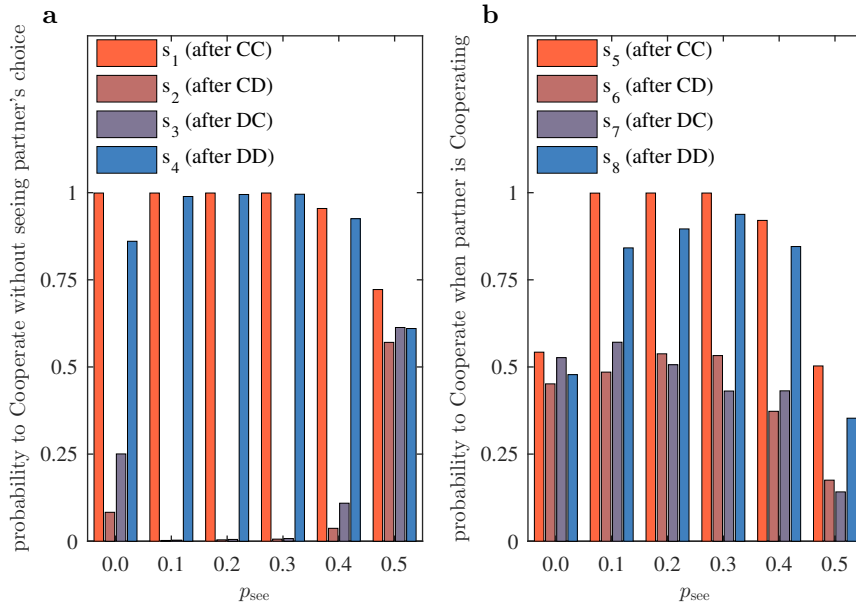 a
probability to Cooperate without seeing partner's choice
s1 (after CC)
s2 (after CD)
s3 (after DC)
s4 (after DD)
1
0.75
0.5
0.25
0
0.0 0.1 0.2 0.3 0.4 0.5
psee
b
probability to Cooperate when partner is Cooperating
s5 (after CC)
s6 (after CD)
s7 (after DC)
s8 (after DD)
1
0.75
0.5
0.25
0
0.0 0.1 0.2 0.3 0.4 0.5
psee